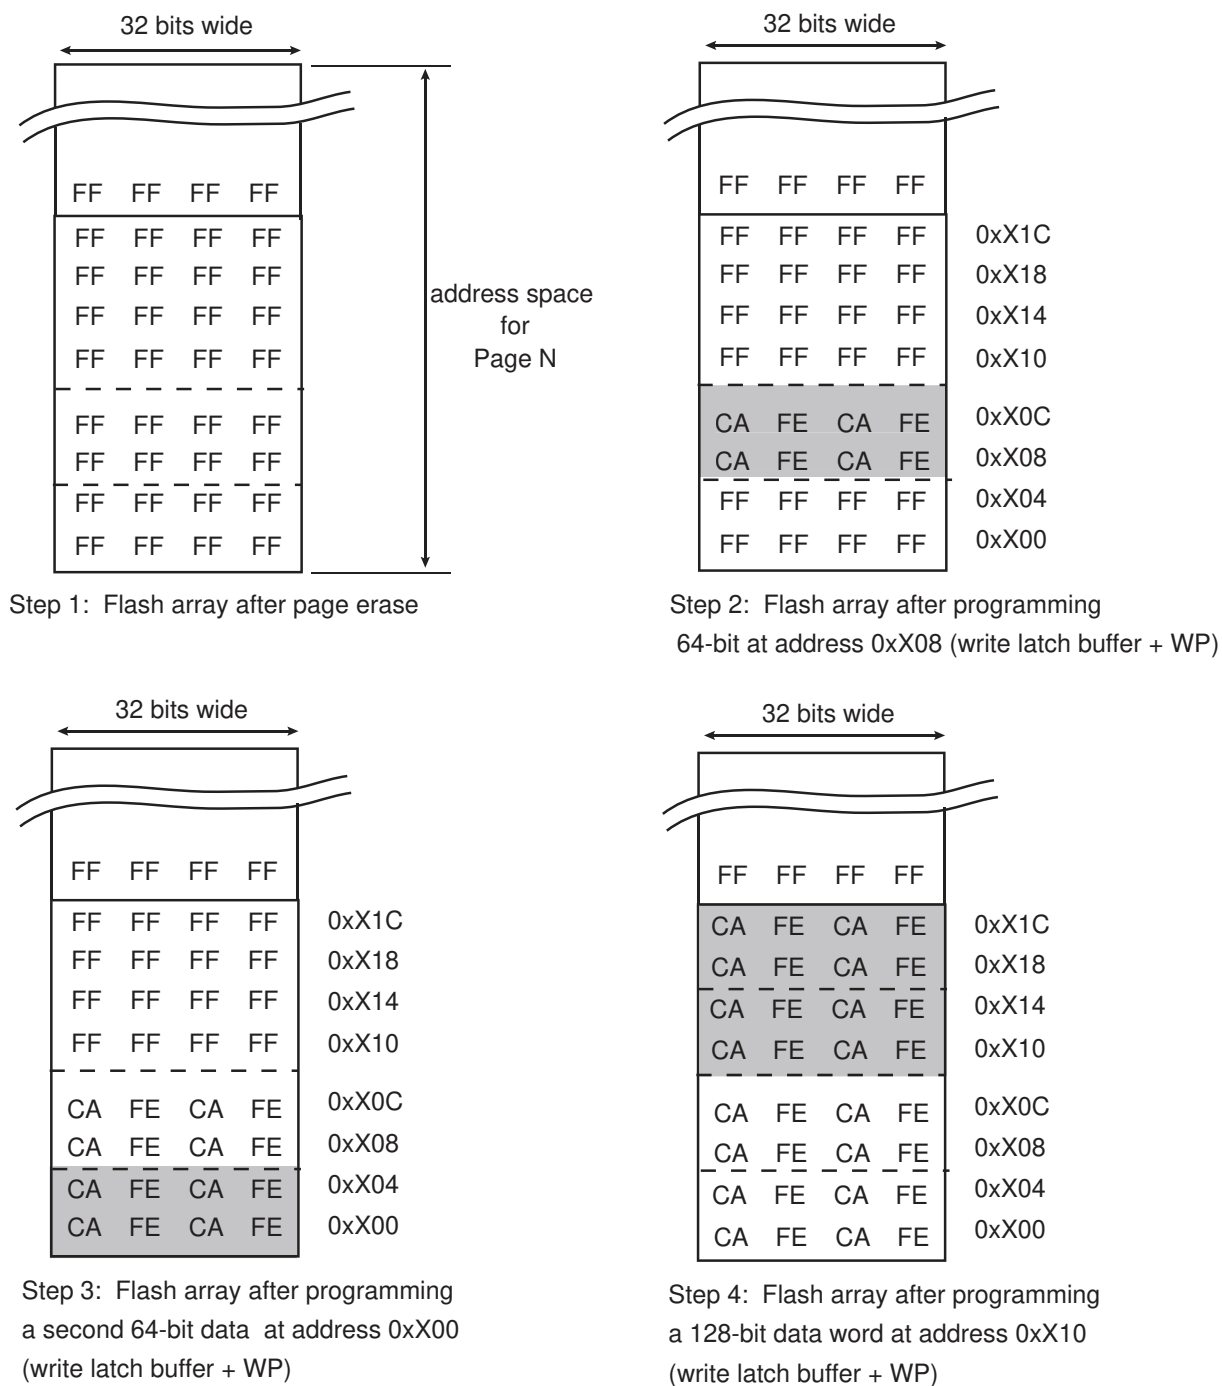 32 bits wide
FF FF FF FF
FF FF FF FF
FF FF FF FF
FF FF FF FF
FF FF FF FF
FF FF FF FF
FF FF FF FF
FF FF FF FF
FF FF FF FF
address space
for
Page N
Step 1: Flash array after page erase
32 bits wide
FF FF FF FF
FF FF FF FF 0xX1C
FF FF FF FF 0xX18
FF FF FF FF 0xX14
FF FF FF FF 0xX10
CA FE CA FE 0xX0C
CA FE CA FE 0xX08
FF FF FF FF 0xX04
FF FF FF FF 0xX00
Step 2: Flash array after programming
64-bit at address 0xX08 (write latch buffer + WP)
32 bits wide
FF FF FF FF
FF FF FF FF 0xX1C
FF FF FF FF 0xX18
FF FF FF FF 0xX14
FF FF FF FF 0xX10
CA FE CA FE 0xX0C
CA FE CA FE 0xX08
CA FE CA FE 0xX04
CA FE CA FE 0xX00
Step 3: Flash array after programming
a second 64-bit data at address 0xX00
(write latch buffer + WP)
32 bits wide
FF FF FF FF
CA FE CA FE 0xX1C
CA FE CA FE 0xX18
CA FE CA FE 0xX14
CA FE CA FE 0xX10
CA FE CA FE 0xX0C
CA FE CA FE 0xX08
CA FE CA FE 0xX04
CA FE CA FE 0xX00
Step 4: Flash array after programming
a 128-bit data word at address 0xX10
(write latch buffer + WP)